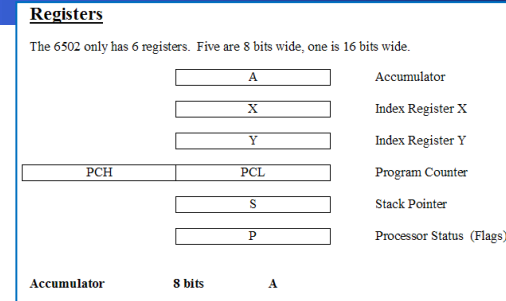 Registers
The 6502 only has 6 registers. Five are 8 bits wide, one is 16 bits wide.
A Accumulator
X Index Register X
Y Index Register Y
PCH PCL Program Counter
S Stack Pointer
P Processor Status (Flags)
Accumulator 8 bits A